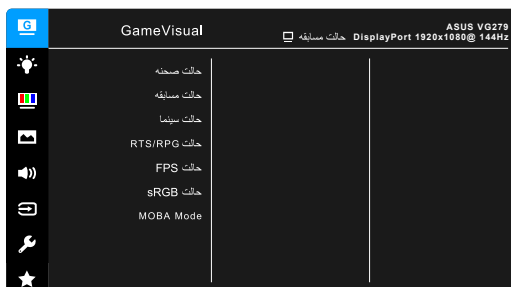 G
GameVisual
ASUS VG279
حالت مسابقه DisplayPort 1920x1080@ 144Hz
حالت صحنه
حالت مسابقه
حالت سینما
حالت RTS/RPG
حالت FPS
حالت sRGB
MOBA Mode